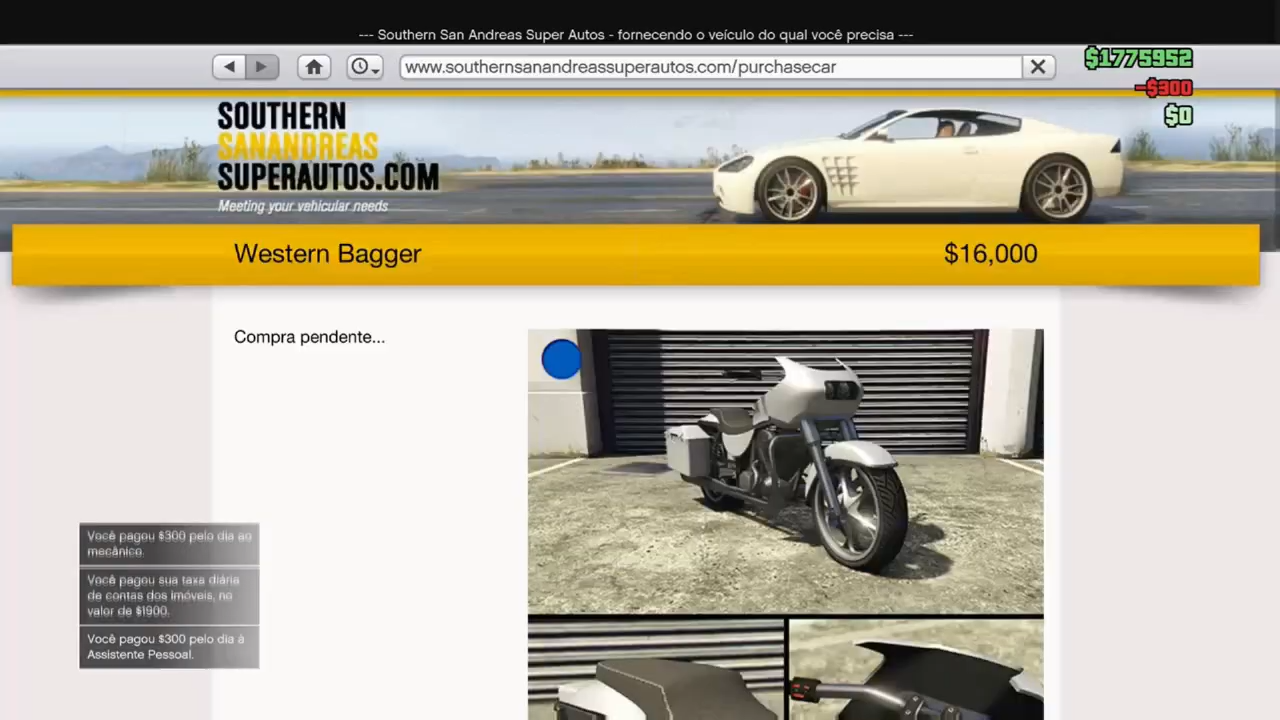 --- Southern San Andreas Super Autos - fornecendo o veículo do qual você precisa ---
www.southernsanandreassuperautos.com/purchasecar
$1775952
-$300
$0
SOUTHERN
SANANDREAS
SUPERAUTOS.COM
Meeting your vehicular needs
Western Bagger
$16,000
Compra pendente...
Você pagou $300 pelo dia ao
mecânico.
Você pagou sua taxa diária
de contas dos imóveis, no
valor de $1900.
Você pagou $300 pelo dia à
Assistente Pessoal.